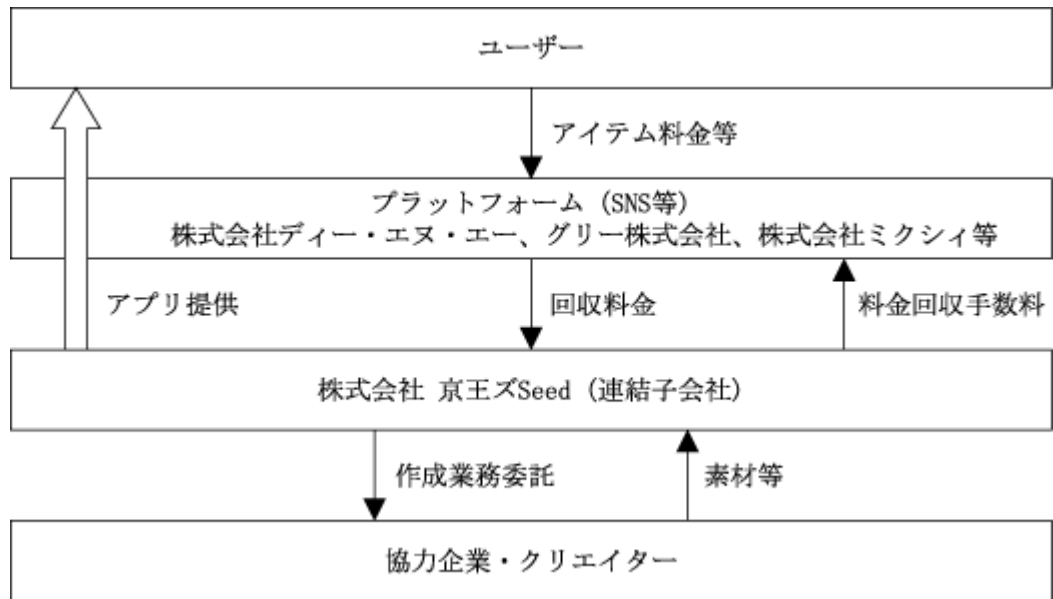 ユーザー
アイテム料金等
プラットフォーム (SNS等)
株式会社ディー・エヌ・エー、グリー株式会社、株式会社ミクシィ等
アプリ提供
回収料金
料金回収手数料
株式会社 京王ズSeed (連結子会社)
作成業務委託
素材等
協力企業・クリエイター